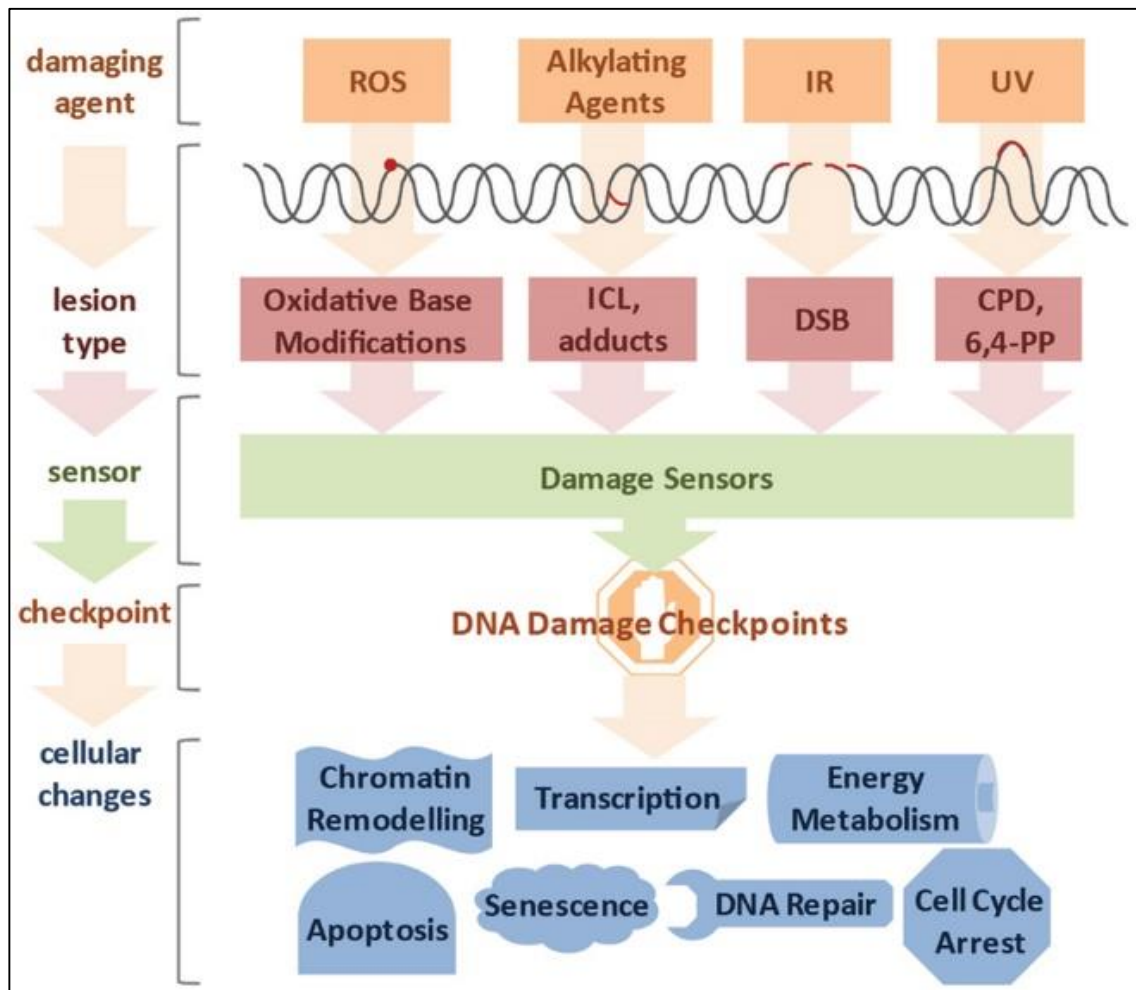 damaging
agent
ROS
Alkylating
Agents
IR
UV
lesion
type
Oxidative Base
Modifications
ICL,
adducts
DSB
CPD,
6,4-PP
sensor
Damage Sensors
checkpoint
DNA Damage Checkpoints
cellular
changes
Chromatin
Remodelling
Transcription
Energy
Metabolism
Apoptosis
Senescence
DNA Repair
Cell Cycle
Arrest